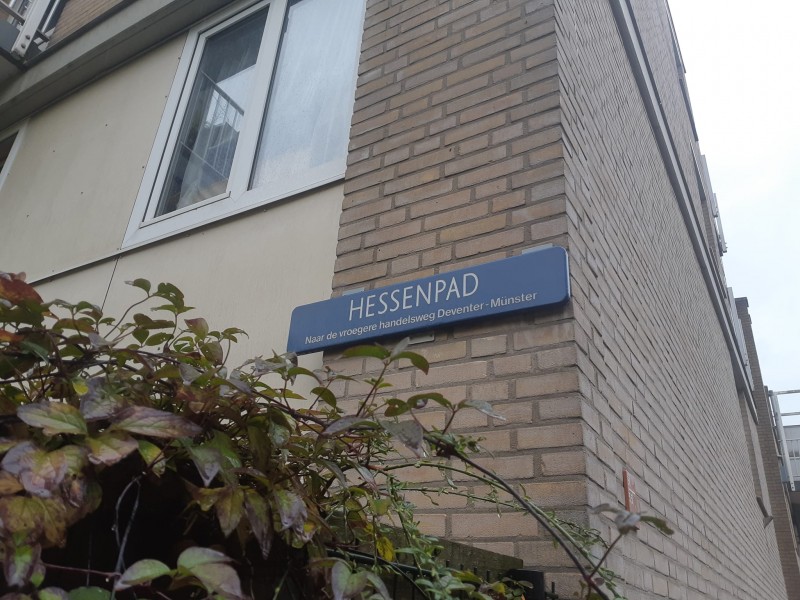 HESSENPAD
Naar de vroegere handelsweg Deventer - Münster